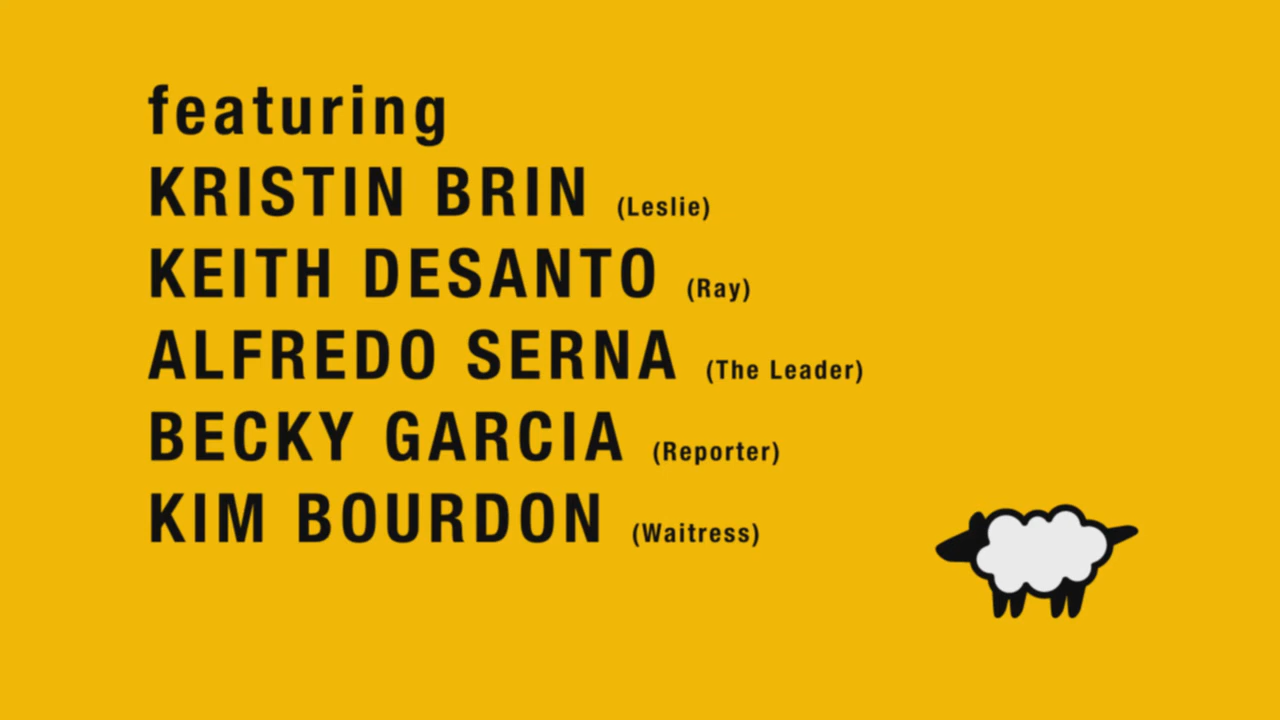 featuring
KRISTIN BRIN (Leslie)
KEITH DESANTO (Ray)
ALFREDO SERNA (The Leader)
BECKY GARCIA (Reporter)
KIM BOURDON (Waitress)